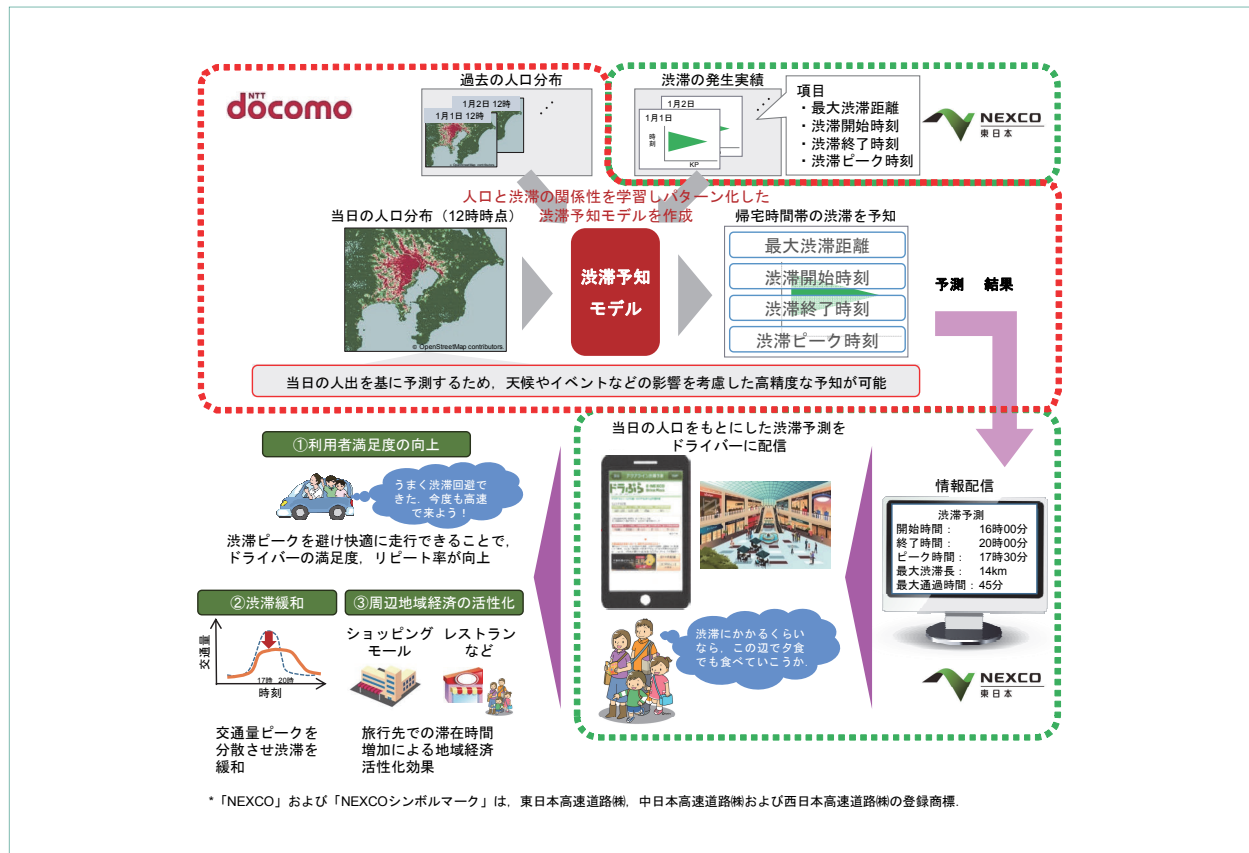 NTT
docomo
過去の人口分布
1月2日 12時
1月1日 12時
渋滞の発生実績
1月2日
1月1日
時刻
KP
項目
・最大渋滞距離
・渋滞開始時刻
・渋滞終了時刻
・渋滞ピーク時刻
NEXCO
東日本
人口と渋滞の関係性を学習しパターン化した
渋滞予知モデルを作成
当日の人口分布（12時時点）
© OpenStreetMap contributors.
渋滞予知
モデル
帰宅時間帯の渋滞を予知
最大渋滞距離
渋滞開始時刻
渋滞終了時刻
渋滞ピーク時刻
予測 結果
当日の人出を基に予測するため，天候やイベントなどの影響を考慮した高精度な予知が可能
①利用者満足度の向上
うまく渋滞回避で
きた．今度も高速
で来よう！
渋滞ピークを避け快適に走行できることで，
ドライバーの満足度，リピート率が向上
②渋滞緩和
交通量
17時 20時
時刻
交通量ピークを
分散させ渋滞を
緩和
③周辺地域経済の活性化
ショッピング
モール
レストラン
など
旅行先での滞在時間
増加による地域経済
活性化効果
当日の人口をもとにした渋滞予測を
ドライバーに配信
ドラぷら
渋滞にかかるくらい
なら，この辺で夕食
でも食べていこうか．
情報配信
渋滞予測
開始時間： 16時00分
終了時間： 20時00分
ピーク時間： 17時30分
最大渋滞長： 14km
最大通過時間：45分
NEXCO
東日本
*「NEXCO」および「NEXCOシンボルマーク」は，東日本高速道路㈱，中日本高速道路㈱および西日本高速道路㈱の登録商標．